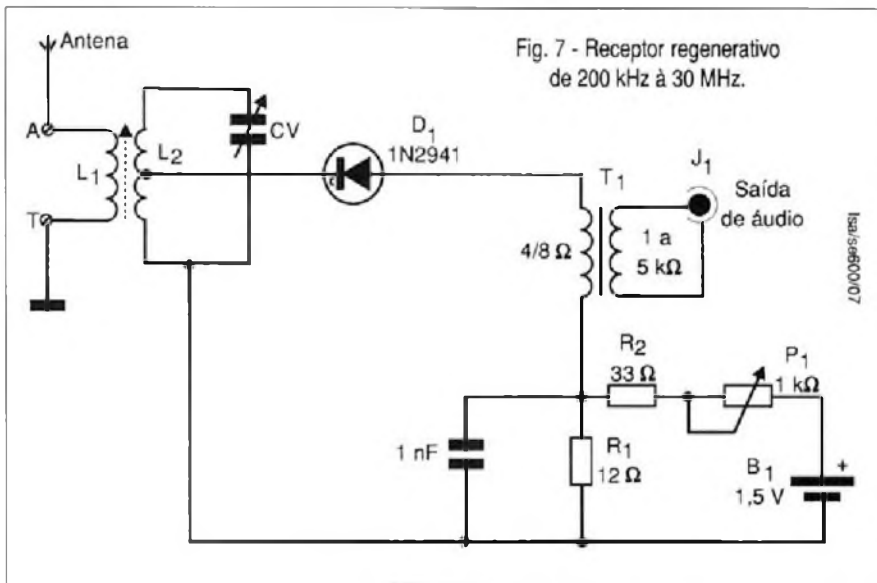 Antena
Fig. 7 - Receptor regenerativo
de 200 kHz à 30 MHz.
A
L1
L2
T
CV
D1
1N2941
T1
4/8 Ω
1 a
5 kΩ
J1
Saída
de áudio
lsa/se600/07
R2
33 Ω
P1
1 kΩ
1 nF
R1
12 Ω
B1
1,5 V
+